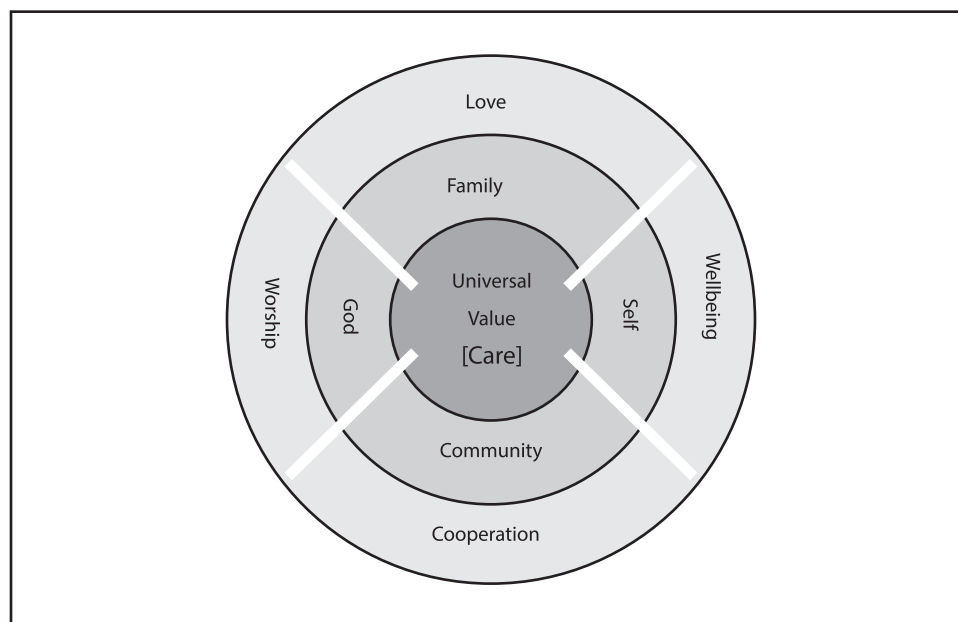 Love
Family
Universal
Value
[Care]
Worship
God
Self
Wellbeing
Community
Cooperation